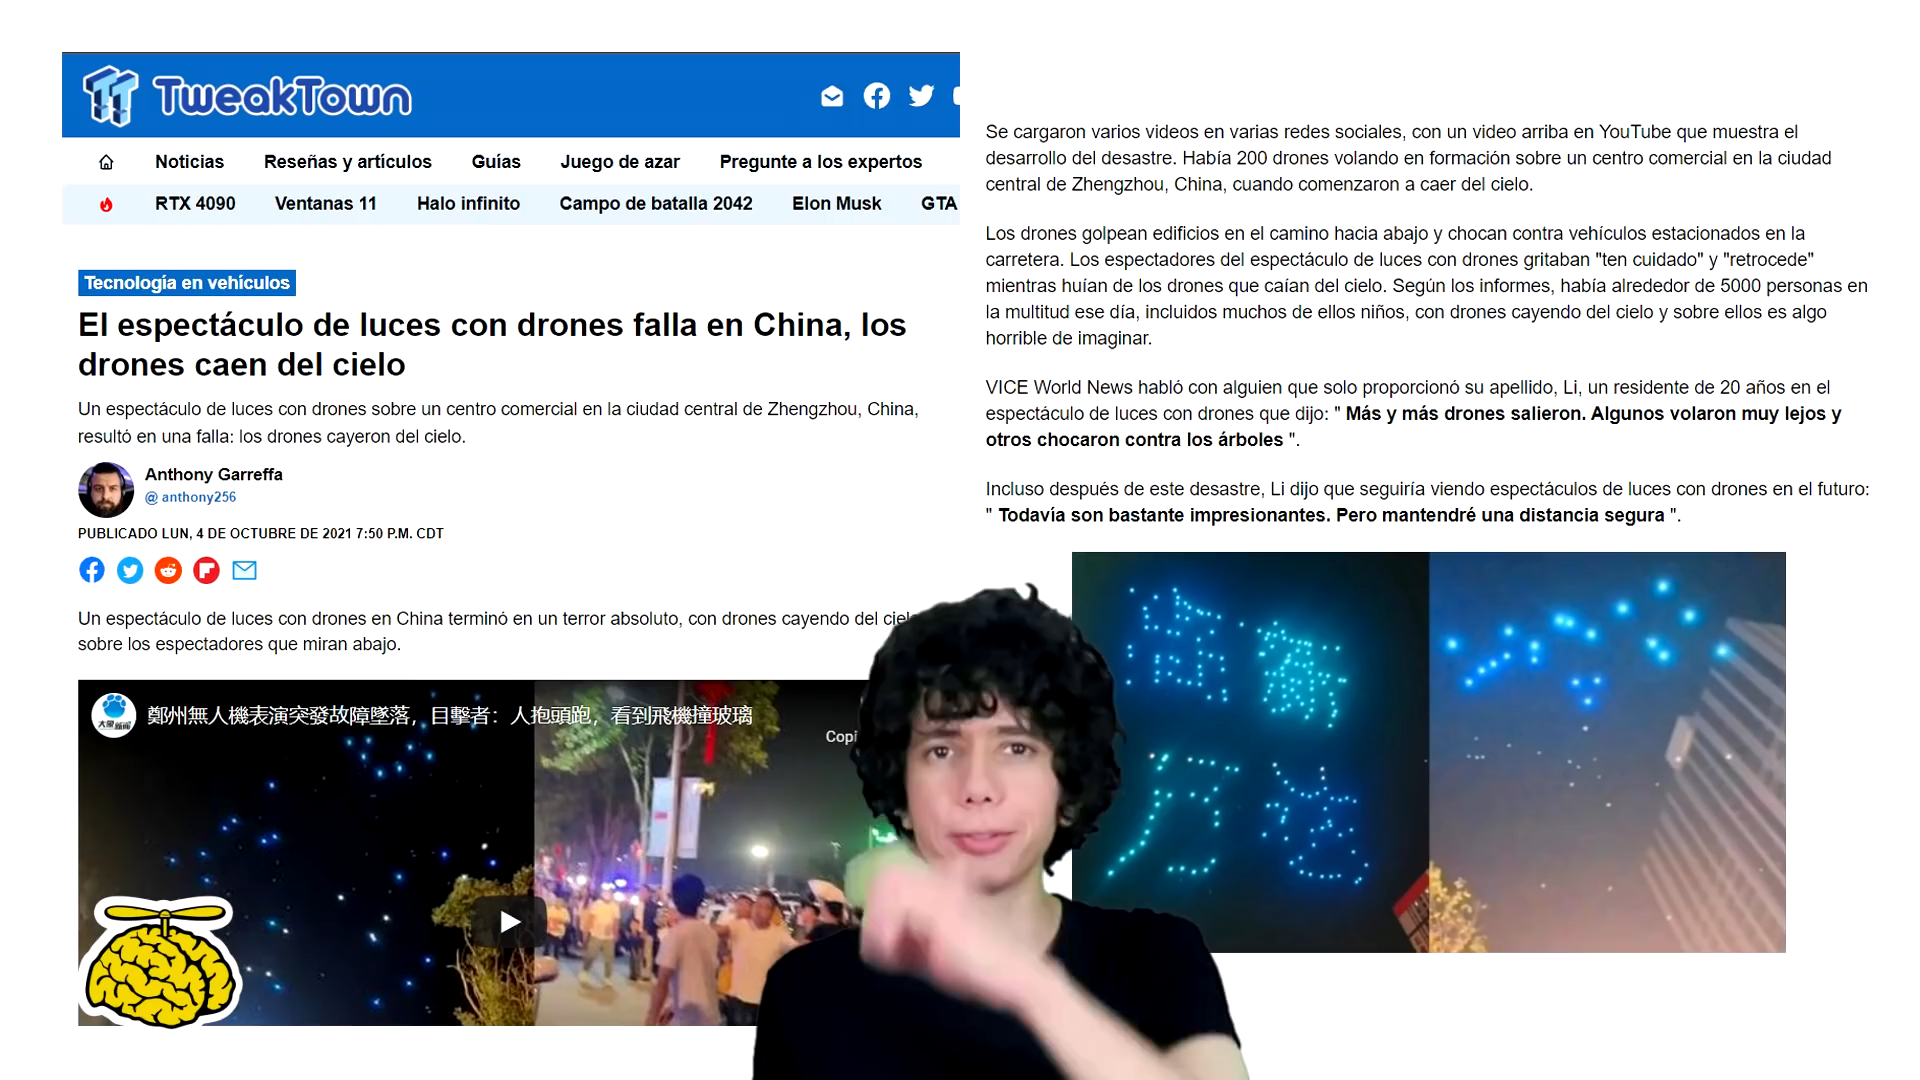 TweakTown
Noticias Reseñas y artículos Guías Juego de azar Pregunte a los expertos
RTX 4090 Ventanas 11 Halo infinito Campo de batalla 2042 Elon Musk GTA
Tecnología en vehículos
El espectáculo de luces con drones falla en China, los
drones caen del cielo
Un espectáculo de luces con drones sobre un centro comercial en la ciudad central de Zhengzhou, China,
resultó en una falla: los drones cayeron del cielo.
Anthony Garreffa
@ anthony256
PUBLICADO LUN, 4 DE OCTUBRE DE 2021 7:50 P.M. CDT
Un espectáculo de luces con drones en China terminó en un terror absoluto, con drones cayendo del
sobre los espectadores que miran abajo.
鄭州無人機表演突發故障墜落，目擊者：人抱頭跑，看到飛機撞玻璃
Copi
Se cargaron varios videos en varias redes sociales, con un video arriba en YouTube que muestra el
desarrollo del desastre. Había 200 drones volando en formación sobre un centro comercial en la ciudad
central de Zhengzhou, China, cuando comenzaron a caer del cielo.
Los drones golpean edificios en el camino hacia abajo y chocan contra vehículos estacionados en la
carretera. Los espectadores del espectáculo de luces con drones gritaban "ten cuidado" y "retrocede"
mientras huían de los drones que caían del cielo. Según los informes, había alrededor de 5000 personas en
la multitud ese día, incluidos muchos de ellos niños, con drones cayendo del cielo y sobre ellos es algo
horrible de imaginar.
VICE World News habló con alguien que solo proporcionó su apellido, Li, un residente de 20 años en el
espectáculo de luces con drones que dijo: " Más y más drones salieron. Algunos volaron muy lejos y
otros chocaron contra los árboles ".
Incluso después de este desastre, Li dijo que seguiría viendo espectáculos de luces con drones en el futuro:
" Todavía son bastante impresionantes. Pero mantendré una distancia segura ".